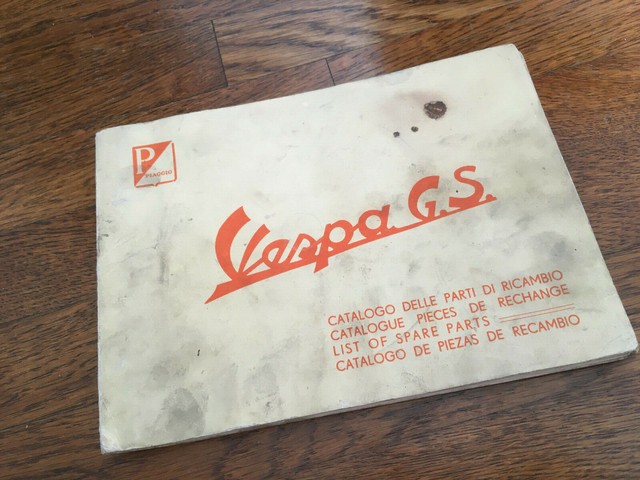 P
PIAGGIO
Vespa G.S.
CATALOGO DELLE PARTI DI RICAMBIO
CATALOGUE PIECES DE RECHANGE
LIST OF SPARE PARTS
CATALOGO DE PIEZAS DE RECAMBIO